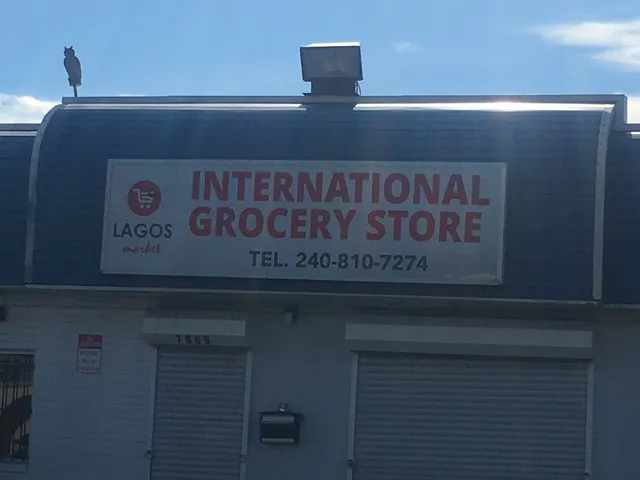 INTERNATIONAL
GROCERY STORE
LAGOS
market
TEL. 240-810-7274
7809